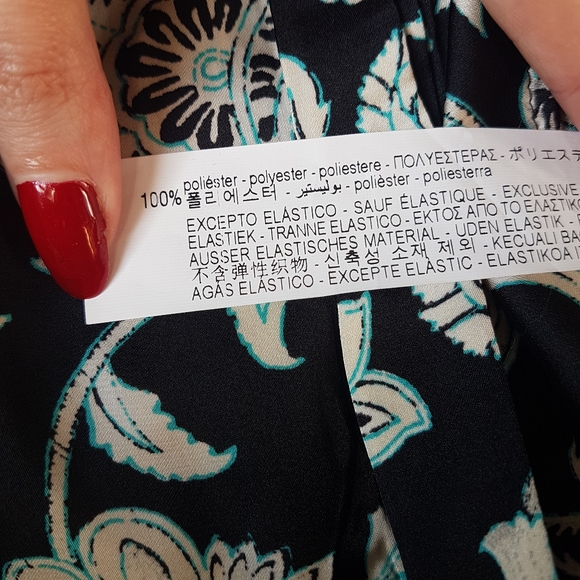 100% poliéster - polyester - poliestere - ΠΟΛΥΕΣΤΕΡΑΣ - ポリエステ
폴리에스터 - بوليستير - polièster - poliesterra
EXCEPTO ELÁSTICO - SAUF ÉLASTIQUE - EXCLUSIVE
ELASTIEK - TRANNE ELASTICO - ΕΚΤΟΣ ΑΠΟ ΤΟ ΕΛΑΣΤΙΚΟ
AUSSER ELASTISCHES MATERIAL - UDEN ELASTIK -
不含弹性织物 - 신축성 소재 제외 - KECUALI BA
AGÁS ELÁSTICO - EXCEPTE ELÀSTIC - ELASTIKOA